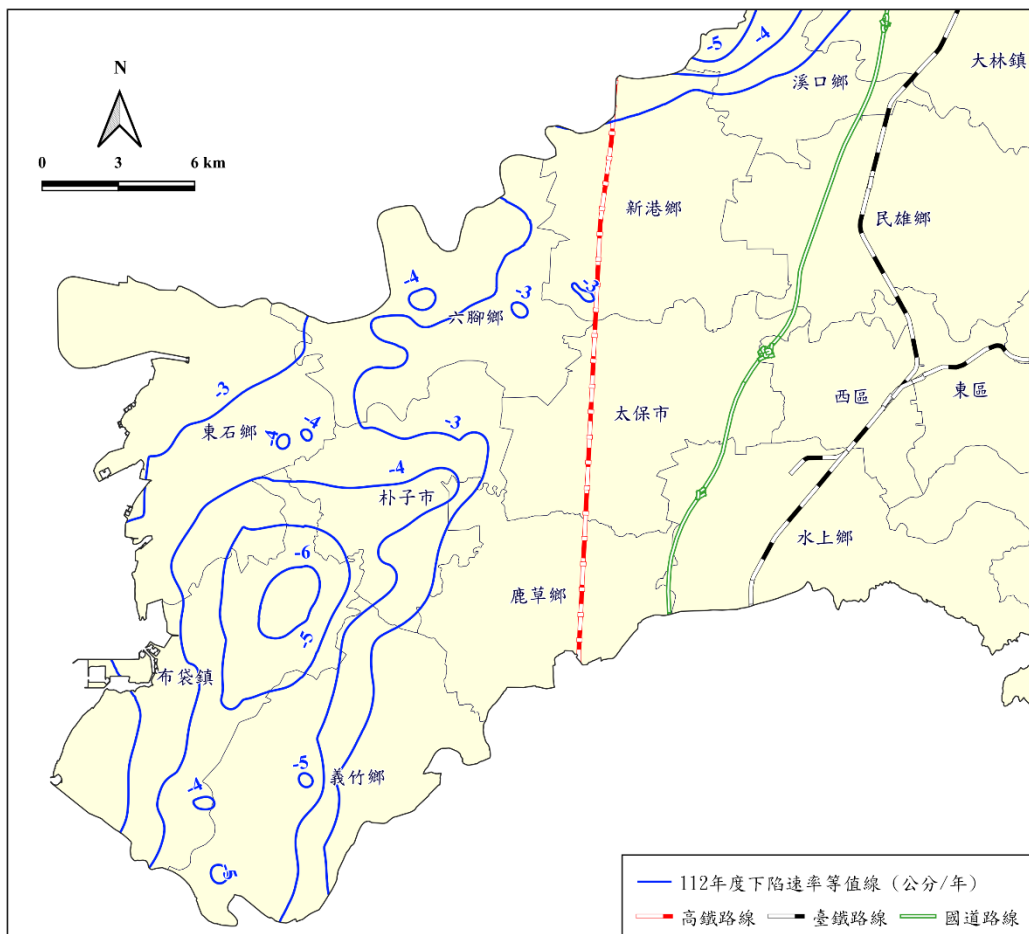 -5
-4
大林鎮
溪口鄉
N
0 3 6 km
新港鄉
民雄鄉
-4
-3
-3
六腳鄉
-3
西區
東區
太保市
-3
東石鄉
-4
-4
-4
朴子市
水上鄉
-6
鹿草鄉
-5
布袋鎮
-5
義竹鄉
-4
-5
112年度下陷速率等值線（公分/年）
高鐵路線
臺鐵路線
國道路線